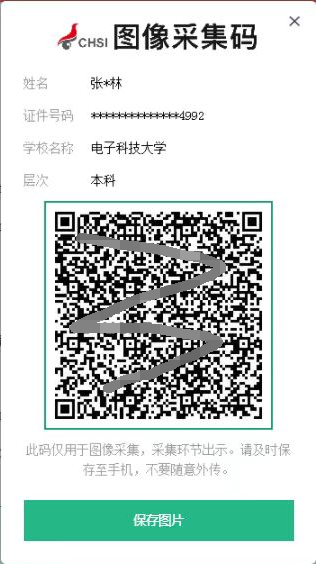 CHSI 图像采集码
姓名 张*林
证件号码 **************4992
学校名称 电子科技大学
层次 本科
此码仅用于图像采集，采集环节出示。请及时保
存至手机，不要随意外传。
保存图片